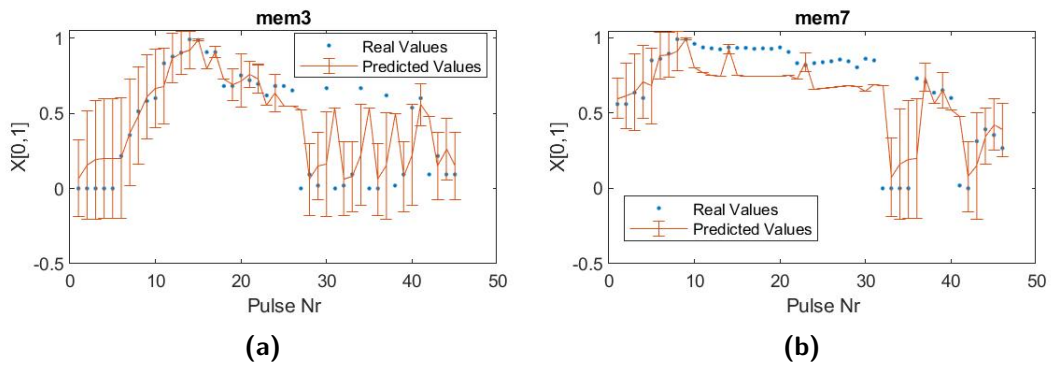 mem3
1
0.5
0
-0.5
X[0,1]
Real Values
Predicted Values
0
10
20
30
40
50
Pulse Nr
(a)
mem7
1
0.5
0
-0.5
X[0,1]
Real Values
Predicted Values
0
10
20
30
40
50
Pulse Nr
(b)